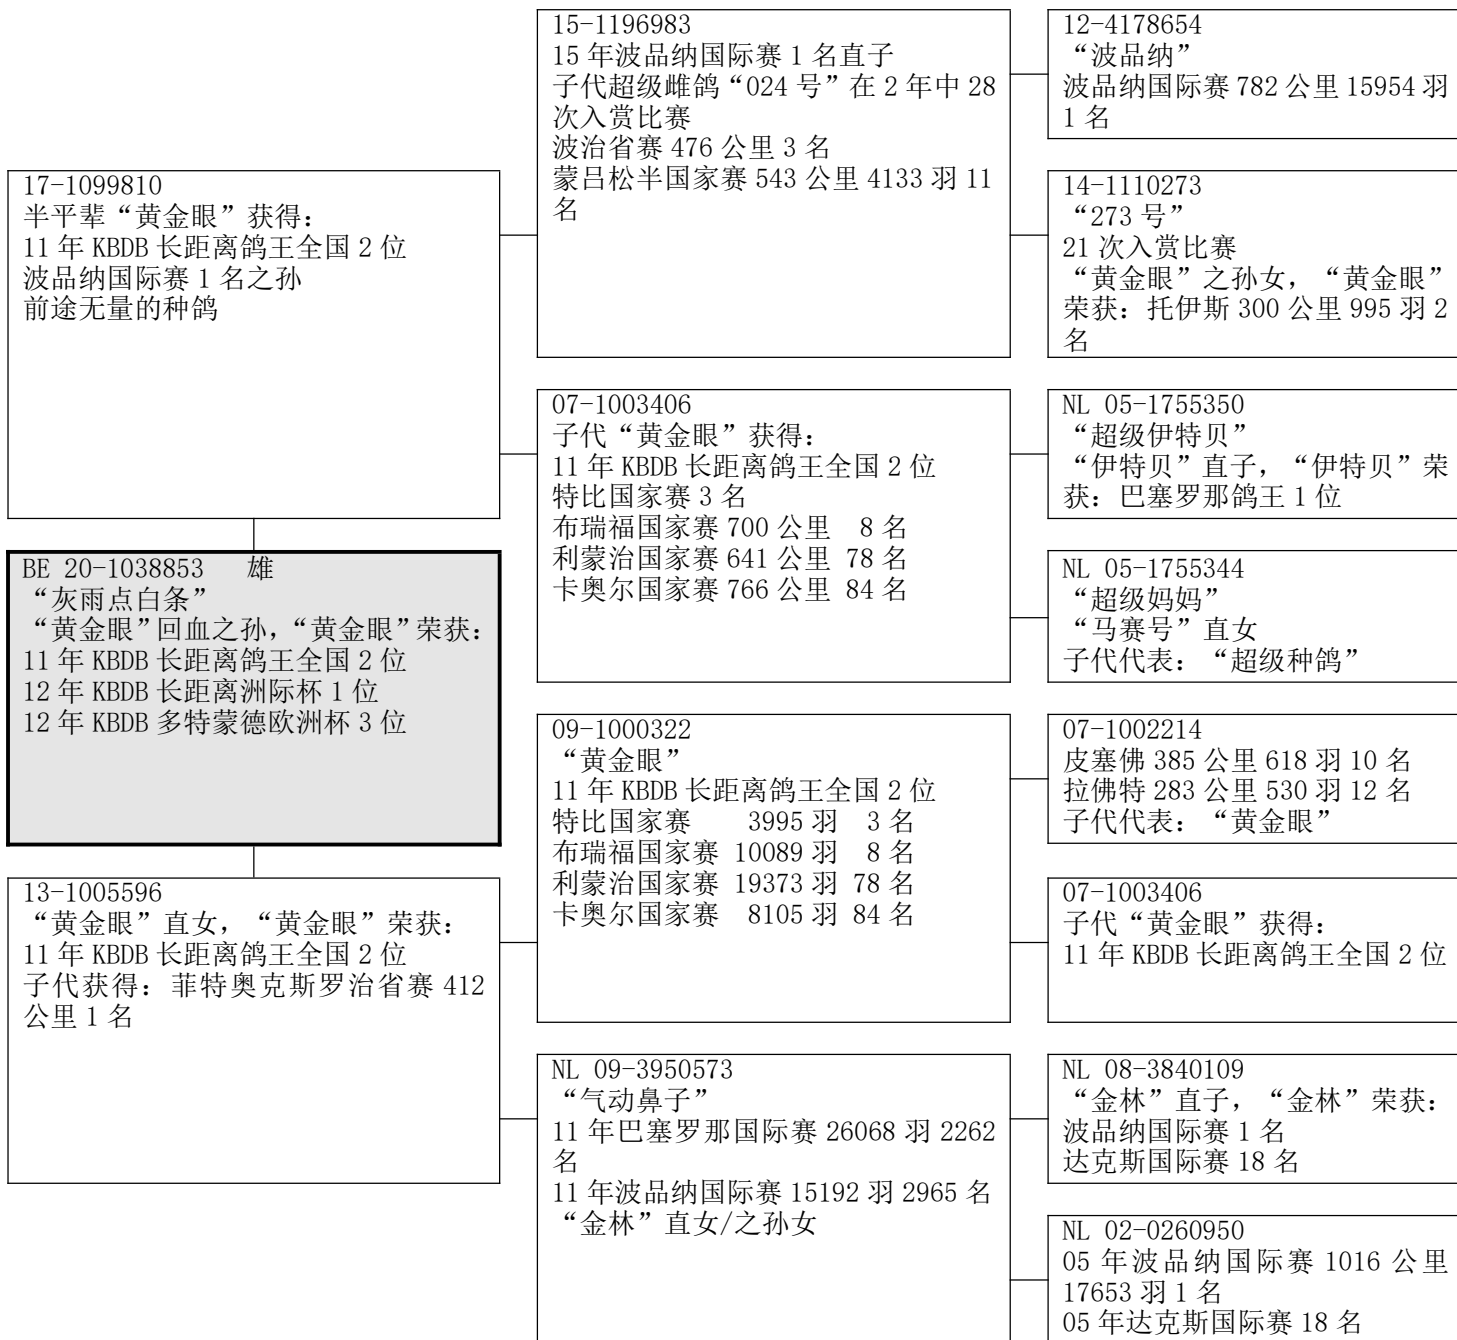 17-1099810
半平辈“黄金眼”获得：
11 年 KBDB 长距离鸽王全国 2 位
波品纳国际赛 1 名之孙
前途无量的种鸽
BE 20-1038853 雄
“灰雨点白条”
“黄金眼”回血之孙，“黄金眼”荣获：
11 年 KBDB 长距离鸽王全国 2 位
12 年 KBDB 长距离洲际杯 1 位
12 年 KBDB 多特蒙德欧洲杯 3 位
13-1005596
“黄金眼”直女，“黄金眼”荣获：
11 年 KBDB 长距离鸽王全国 2 位
子代获得：菲特奥克斯罗治省赛 412
公里 1 名
15-1196983
15 年波品纳国际赛 1 名直子
子代超级雌鸽“024 号”在 2 年中 28
次入赏比赛
波治省赛 476 公里 3 名
蒙吕松半国家赛 543 公里 4133 羽 11
名
07-1003406
子代“黄金眼”获得：
11 年 KBDB 长距离鸽王全国 2 位
特比国家赛 3 名
布瑞福国家赛 700 公里 8 名
利蒙治国家赛 641 公里 78 名
卡奥尔国家赛 766 公里 84 名
09-1000322
“黄金眼”
11 年 KBDB 长距离鸽王全国 2 位
特比国家赛 3995 羽 3 名
布瑞福国家赛 10089 羽 8 名
利蒙治国家赛 19373 羽 78 名
卡奥尔国家赛 8105 羽 84 名
NL 09-3950573
“气动鼻子”
11 年巴塞罗那国际赛 26068 羽 2262
名
11 年波品纳国际赛 15192 羽 2965 名
“金林”直女/之孙女
12-4178654
“波品纳”
波品纳国际赛 782 公里 15954 羽
1 名
14-1110273
“273 号”
21 次入赏比赛
“黄金眼”之孙女，“黄金眼”
荣获：托伊斯 300 公里 995 羽 2
名
NL 05-1755350
“超级伊特贝”
“伊特贝”直子，“伊特贝”荣
获：巴塞罗那鸽王 1 位
NL 05-1755344
“超级妈妈”
“马赛号”直女
子代代表：“超级种鸽”
07-1002214
皮塞佛 385 公里 618 羽 10 名
拉佛特 283 公里 530 羽 12 名
子代代表：“黄金眼”
07-1003406
子代“黄金眼”获得：
11 年 KBDB 长距离鸽王全国 2 位
NL 08-3840109
“金林”直子，“金林”荣获：
波品纳国际赛 1 名
达克斯国际赛 18 名
NL 02-0260950
05 年波品纳国际赛 1016 公里
17653 羽 1 名
05 年达克斯国际赛 18 名